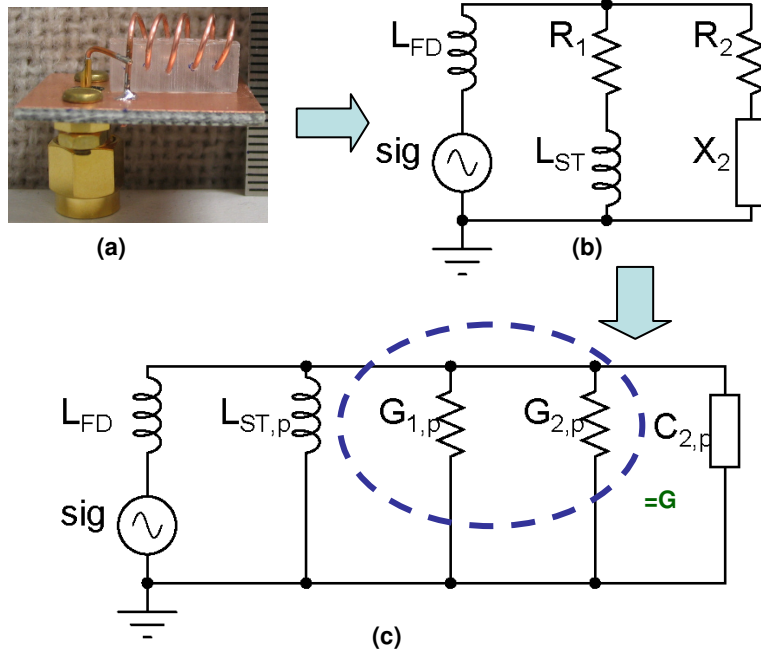 L_FD
R_1
R_2
sig
L_ST
X_2
(a)
(b)
L_FD
L_ST,p
G_1,p
G_2,p
C_2,p
=G
sig
(c)